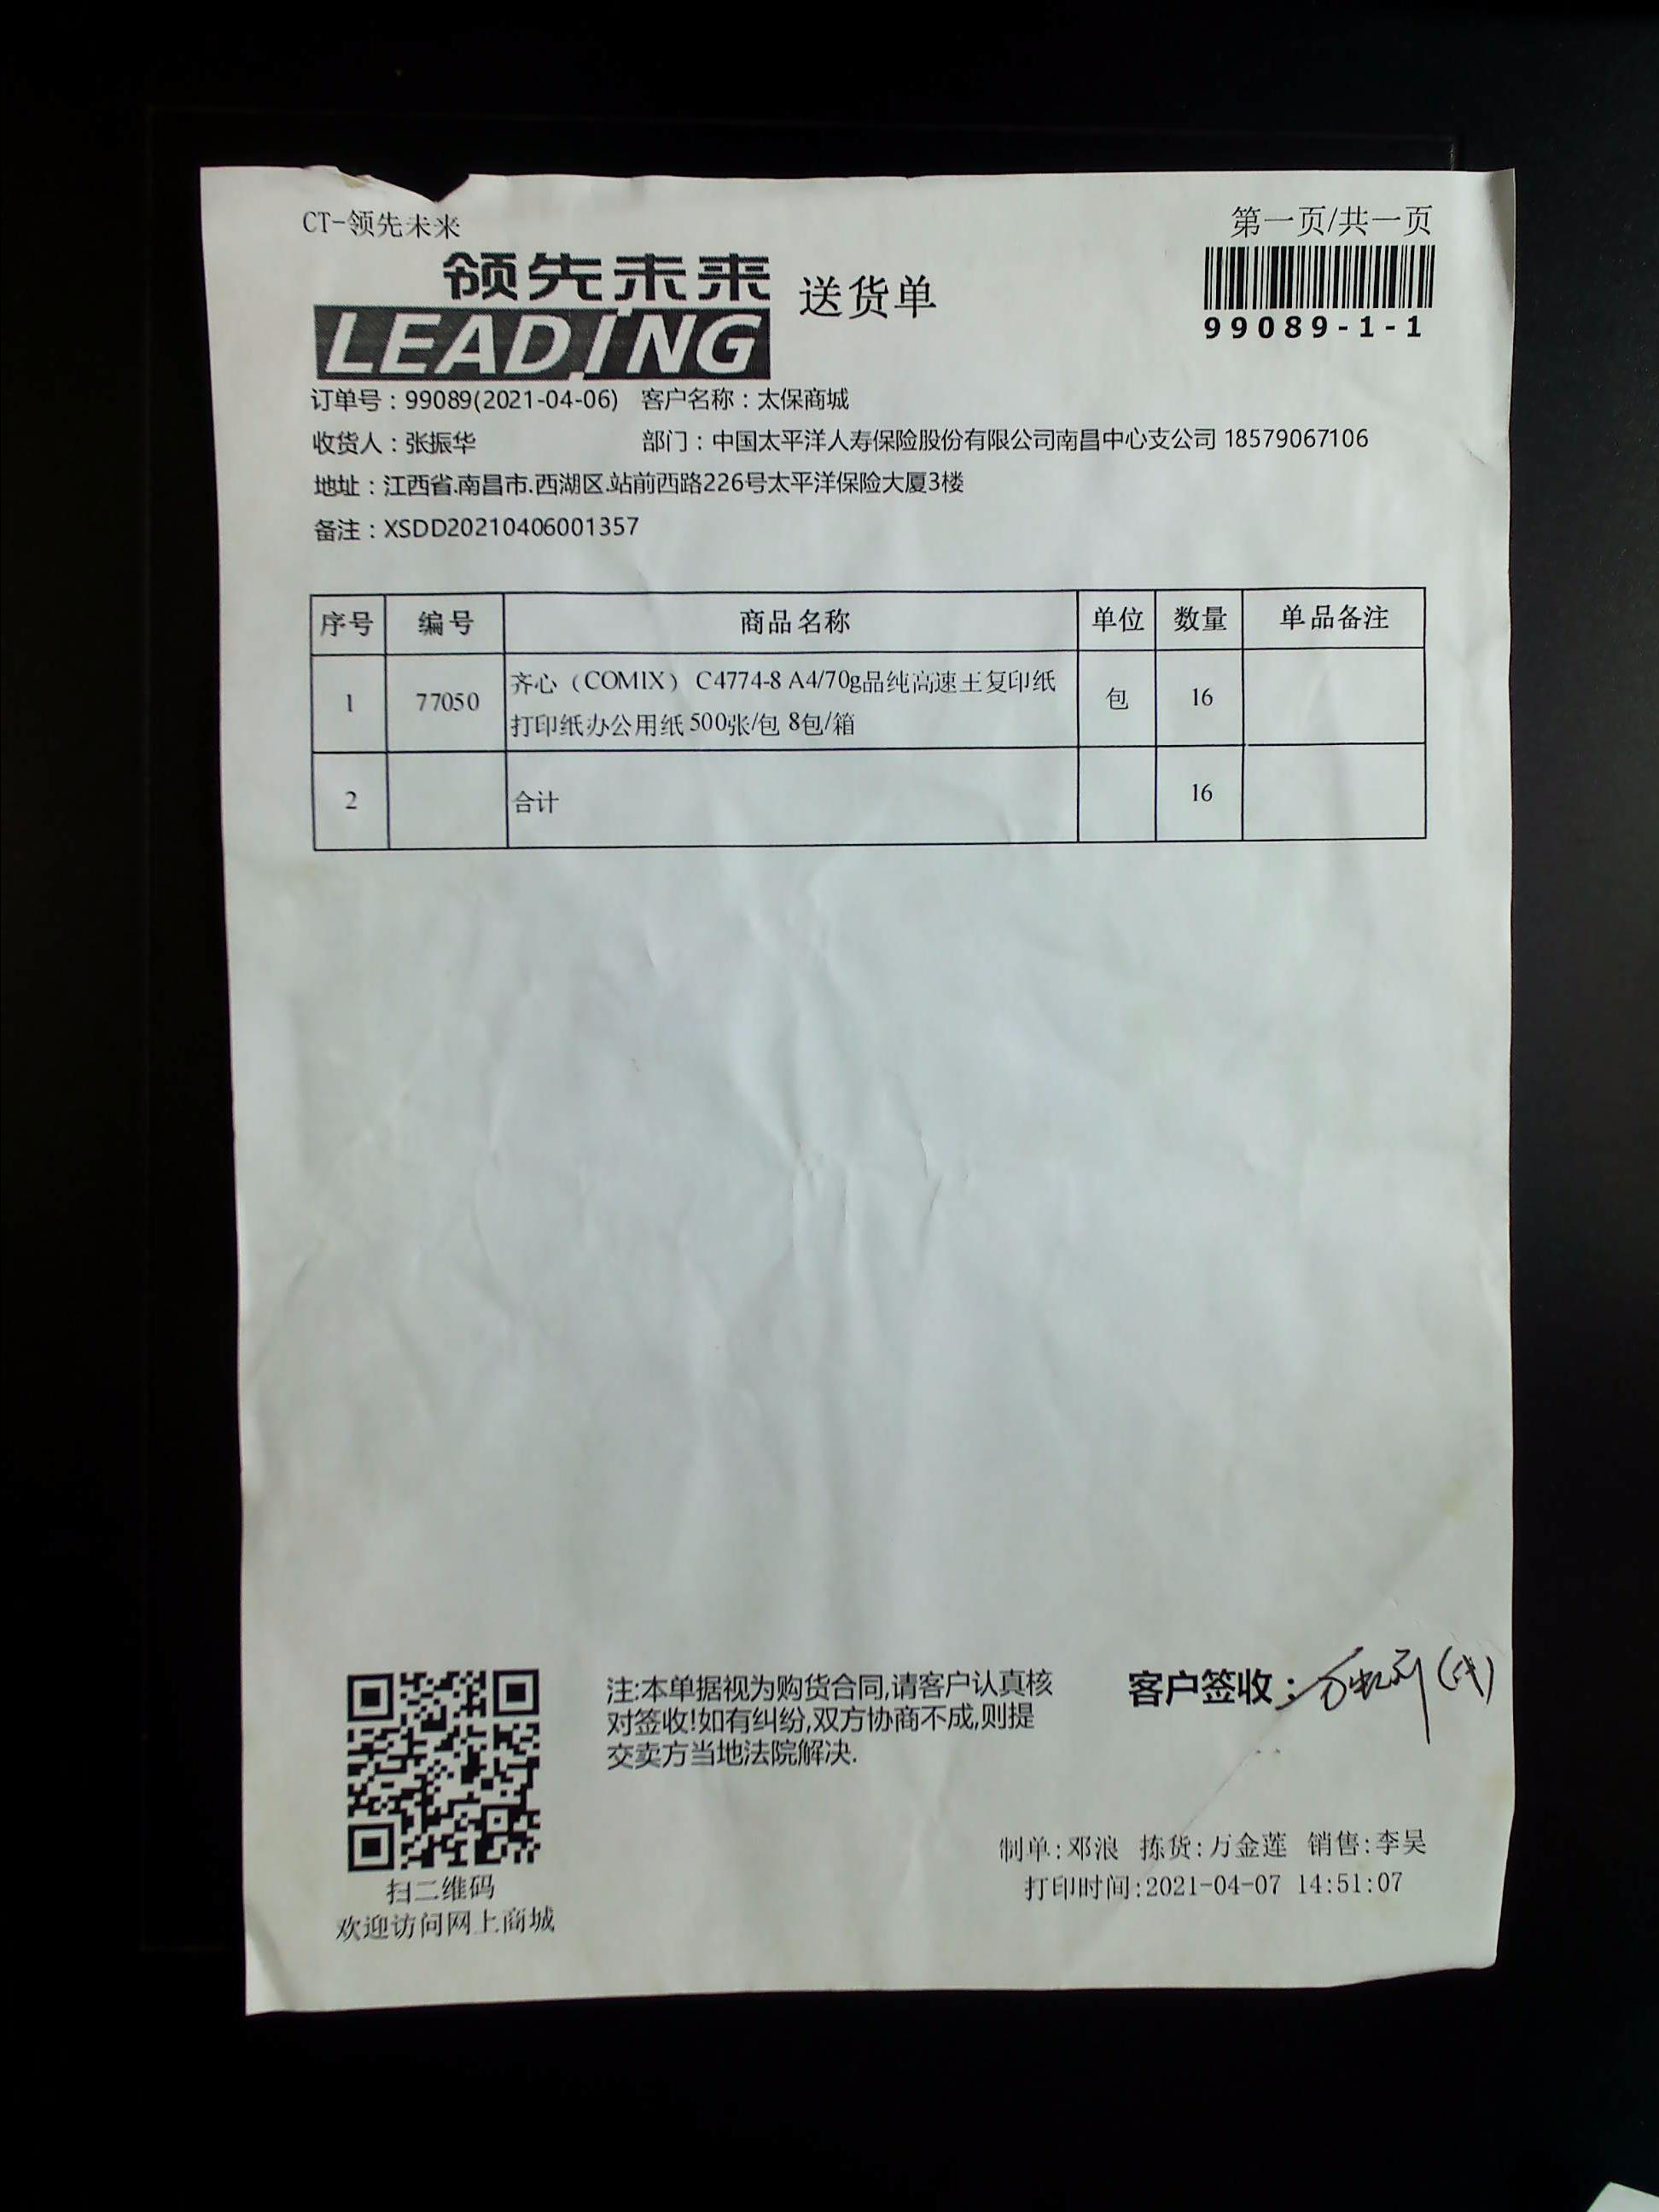 CT-领先未来
第一页/共一页
领先未来
LEADING
送货单
99089-1-1
订单号：99089(2021-04-06) 客户名称：太保商城
收货人：张振华 部门：中国太平洋人寿保险股份有限公司南昌中心支公司 18579067106
地址：江西省.南昌市.西湖区.站前西路226号太平洋保险大厦3楼
备注：XSDD20210406001357
序号 编号 商品名称 单位 数量 单品备注
1 77050 齐心（COMIX） C4774-8 A4/70g品纯高速王复印纸 包 16
打印纸办公用纸 500张/包 8包/箱
2 合计 16
注:本单据视为购货合同,请客户认真核
对签收!如有纠纷,双方协商不成,则提
交卖方当地法院解决.
客户签收： (代)
制单:邓浪 拣货:万金莲 销售:李昊
打印时间:2021-04-07 14:51:07
扫二维码
欢迎访问网上商城